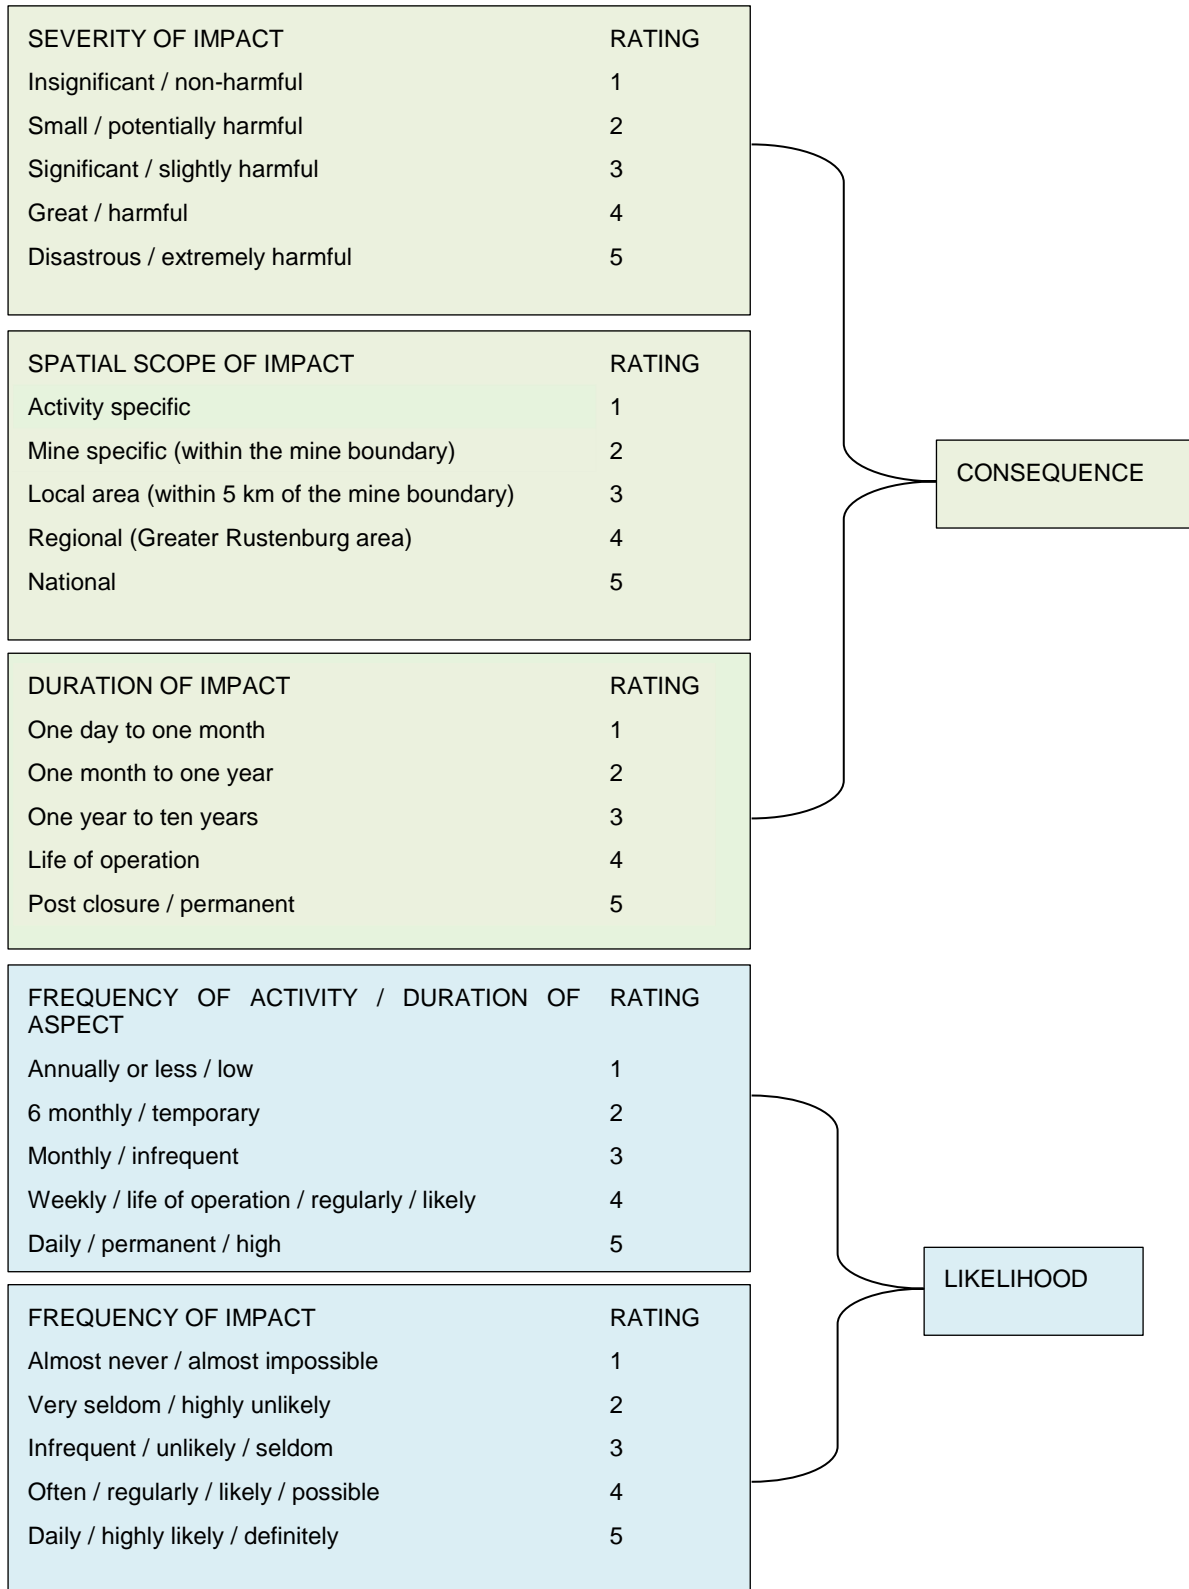 SEVERITY OF IMPACT RATING
Insignificant / non-harmful 1
Small / potentially harmful 2
Significant / slightly harmful 3
Great / harmful 4
Disastrous / extremely harmful 5
SPATIAL SCOPE OF IMPACT RATING
Activity specific 1
Mine specific (within the mine boundary) 2
Local area (within 5 km of the mine boundary) 3
Regional (Greater Rustenburg area) 4
National 5
CONSEQUENCE
DURATION OF IMPACT RATING
One day to one month 1
One month to one year 2
One year to ten years 3
Life of operation 4
Post closure / permanent 5
FREQUENCY OF ACTIVITY / DURATION OF RATING
ASPECT
Annually or less / low 1
6 monthly / temporary 2
Monthly / infrequent 3
Weekly / life of operation / regularly / likely 4
Daily / permanent / high 5
LIKELIHOOD
FREQUENCY OF IMPACT RATING
Almost never / almost impossible 1
Very seldom / highly unlikely 2
Infrequent / unlikely / seldom 3
Often / regularly / likely / possible 4
Daily / highly likely / definitely 5